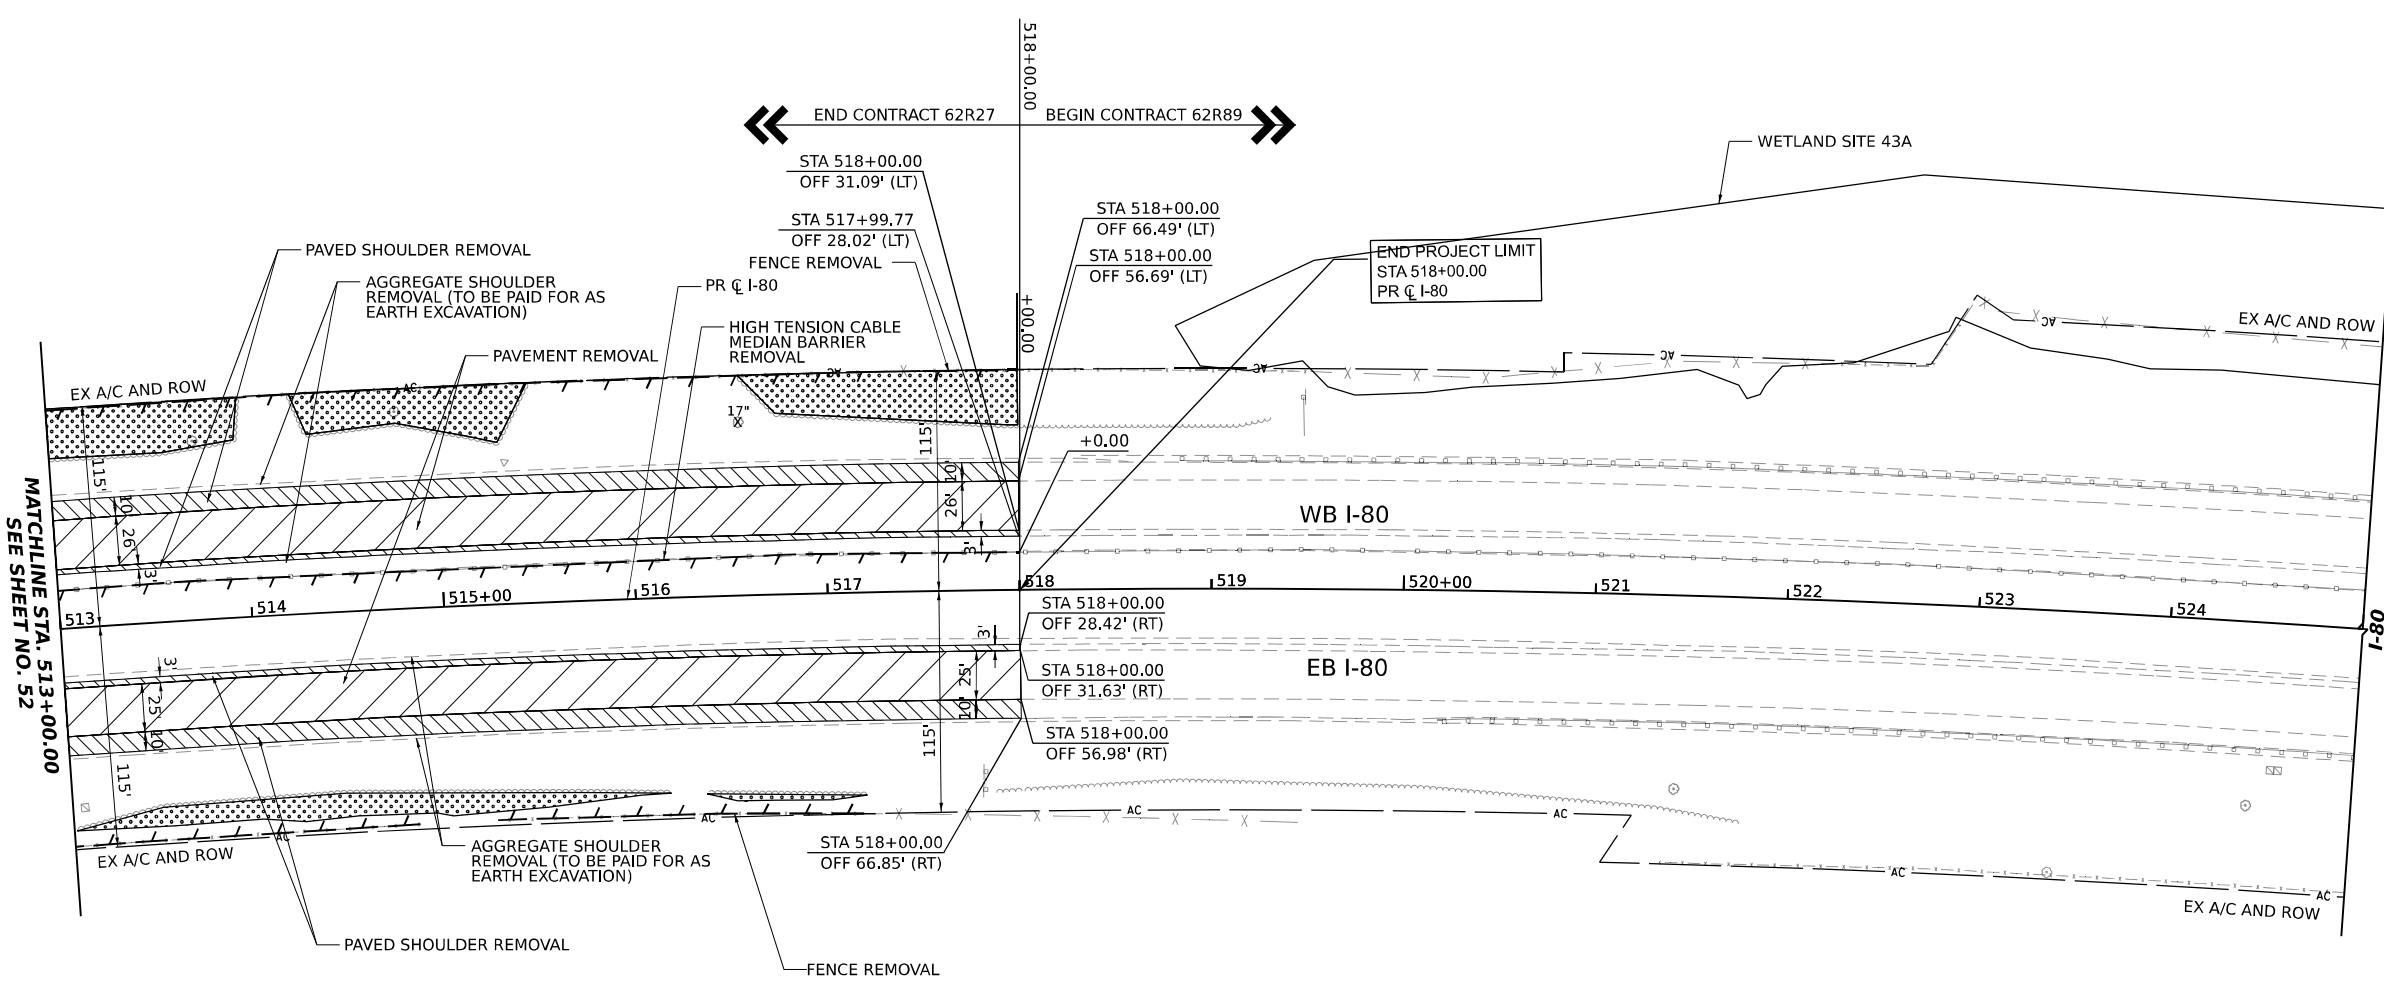 518+00.00
END CONTRACT 62R27
BEGIN CONTRACT 62R89
WETLAND SITE 43A
STA 518+00.00
OFF 31.09' (LT)
STA 517+99.77
OFF 28.02' (LT)
FENCE REMOVAL
STA 518+00.00
OFF 66.49' (LT)
STA 518+00.00
OFF 56.69' (LT)
END PROJECT LIMIT
STA 518+00.00
PR ℄ I-80
PAVED SHOULDER REMOVAL
AGGREGATE SHOULDER
REMOVAL (TO BE PAID FOR AS
EARTH EXCAVATION)
PR ℄ I-80
HIGH TENSION CABLE
MEDIAN BARRIER
REMOVAL
PAVEMENT REMOVAL
+00.00
EX A/C AND ROW
AC
AC
AC
AC
AC
EX A/C AND ROW
17"
+0.00
115'
115'
10'
26'
3'
10'
26'
3'
WB I-80
MATCHLINE STA. 513+00.00
SEE SHEET NO. 52
513
514
515+00
516
517
518
519
520+00
521
522
523
524
I-80
STA 518+00.00
OFF 28.42' (RT)
EB I-80
STA 518+00.00
OFF 31.63' (RT)
STA 518+00.00
OFF 56.98' (RT)
3'
25'
10'
3'
25'
10'
115'
115'
AC
AC
AC
AC
AC
AC
EX A/C AND ROW
EX A/C AND ROW
AGGREGATE SHOULDER
REMOVAL (TO BE PAID FOR AS
EARTH EXCAVATION)
STA 518+00.00
OFF 66.85' (RT)
PAVED SHOULDER REMOVAL
FENCE REMOVAL